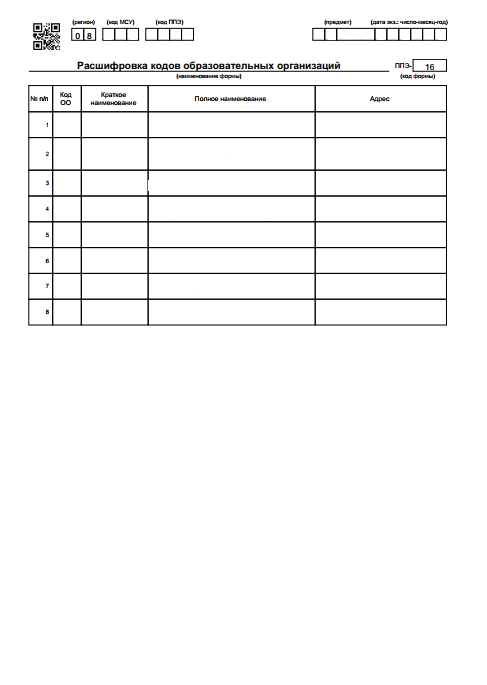 (регион) (код МСУ) (код ППЭ) (предмет) (дата экз.: число-месяц-год)
0 8
Расшифровка кодов образовательных организаций ППЭ- 16
(наименование формы) (код формы)
№ п/п Код ОО Краткое наименование Полное наименование Адрес
1
2
3
4
5
6
7
8